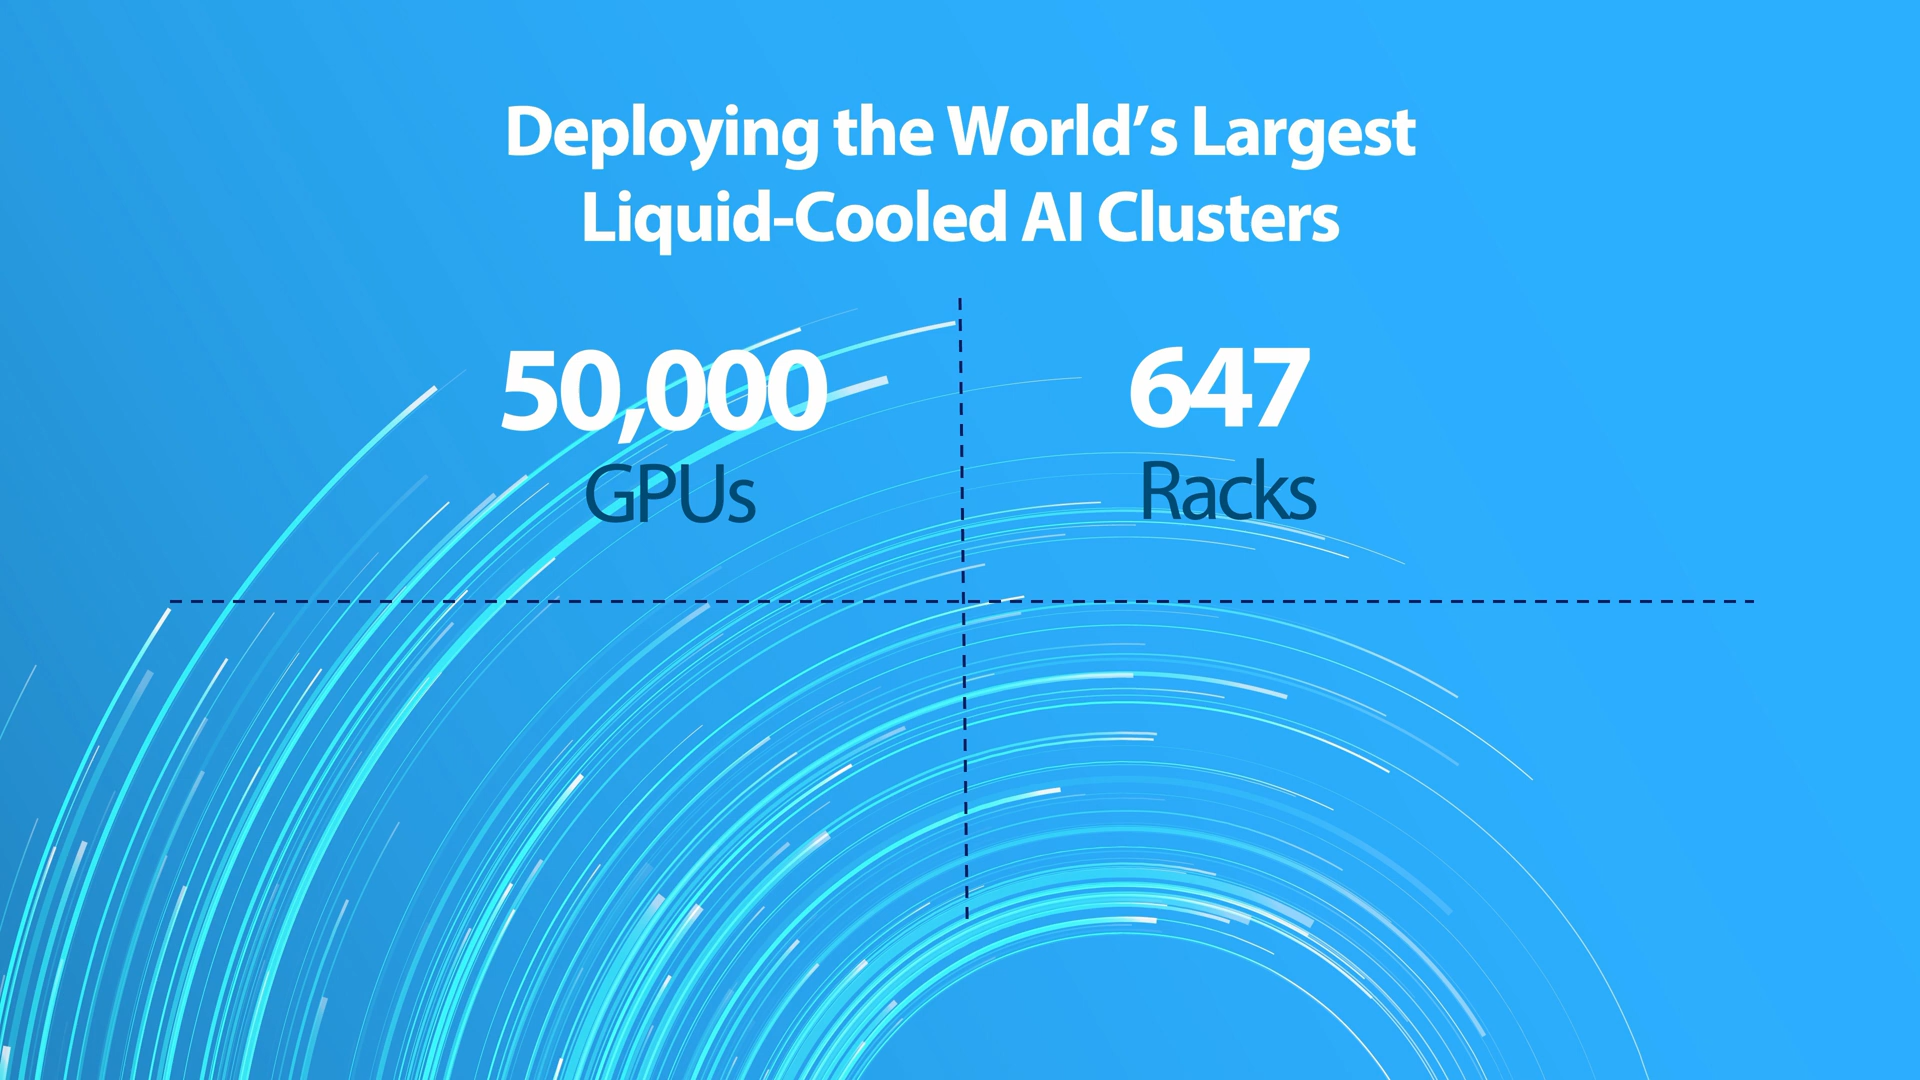 Deploying the World’s Largest
Liquid-Cooled AI Clusters
50,000
GPUs
647
Racks